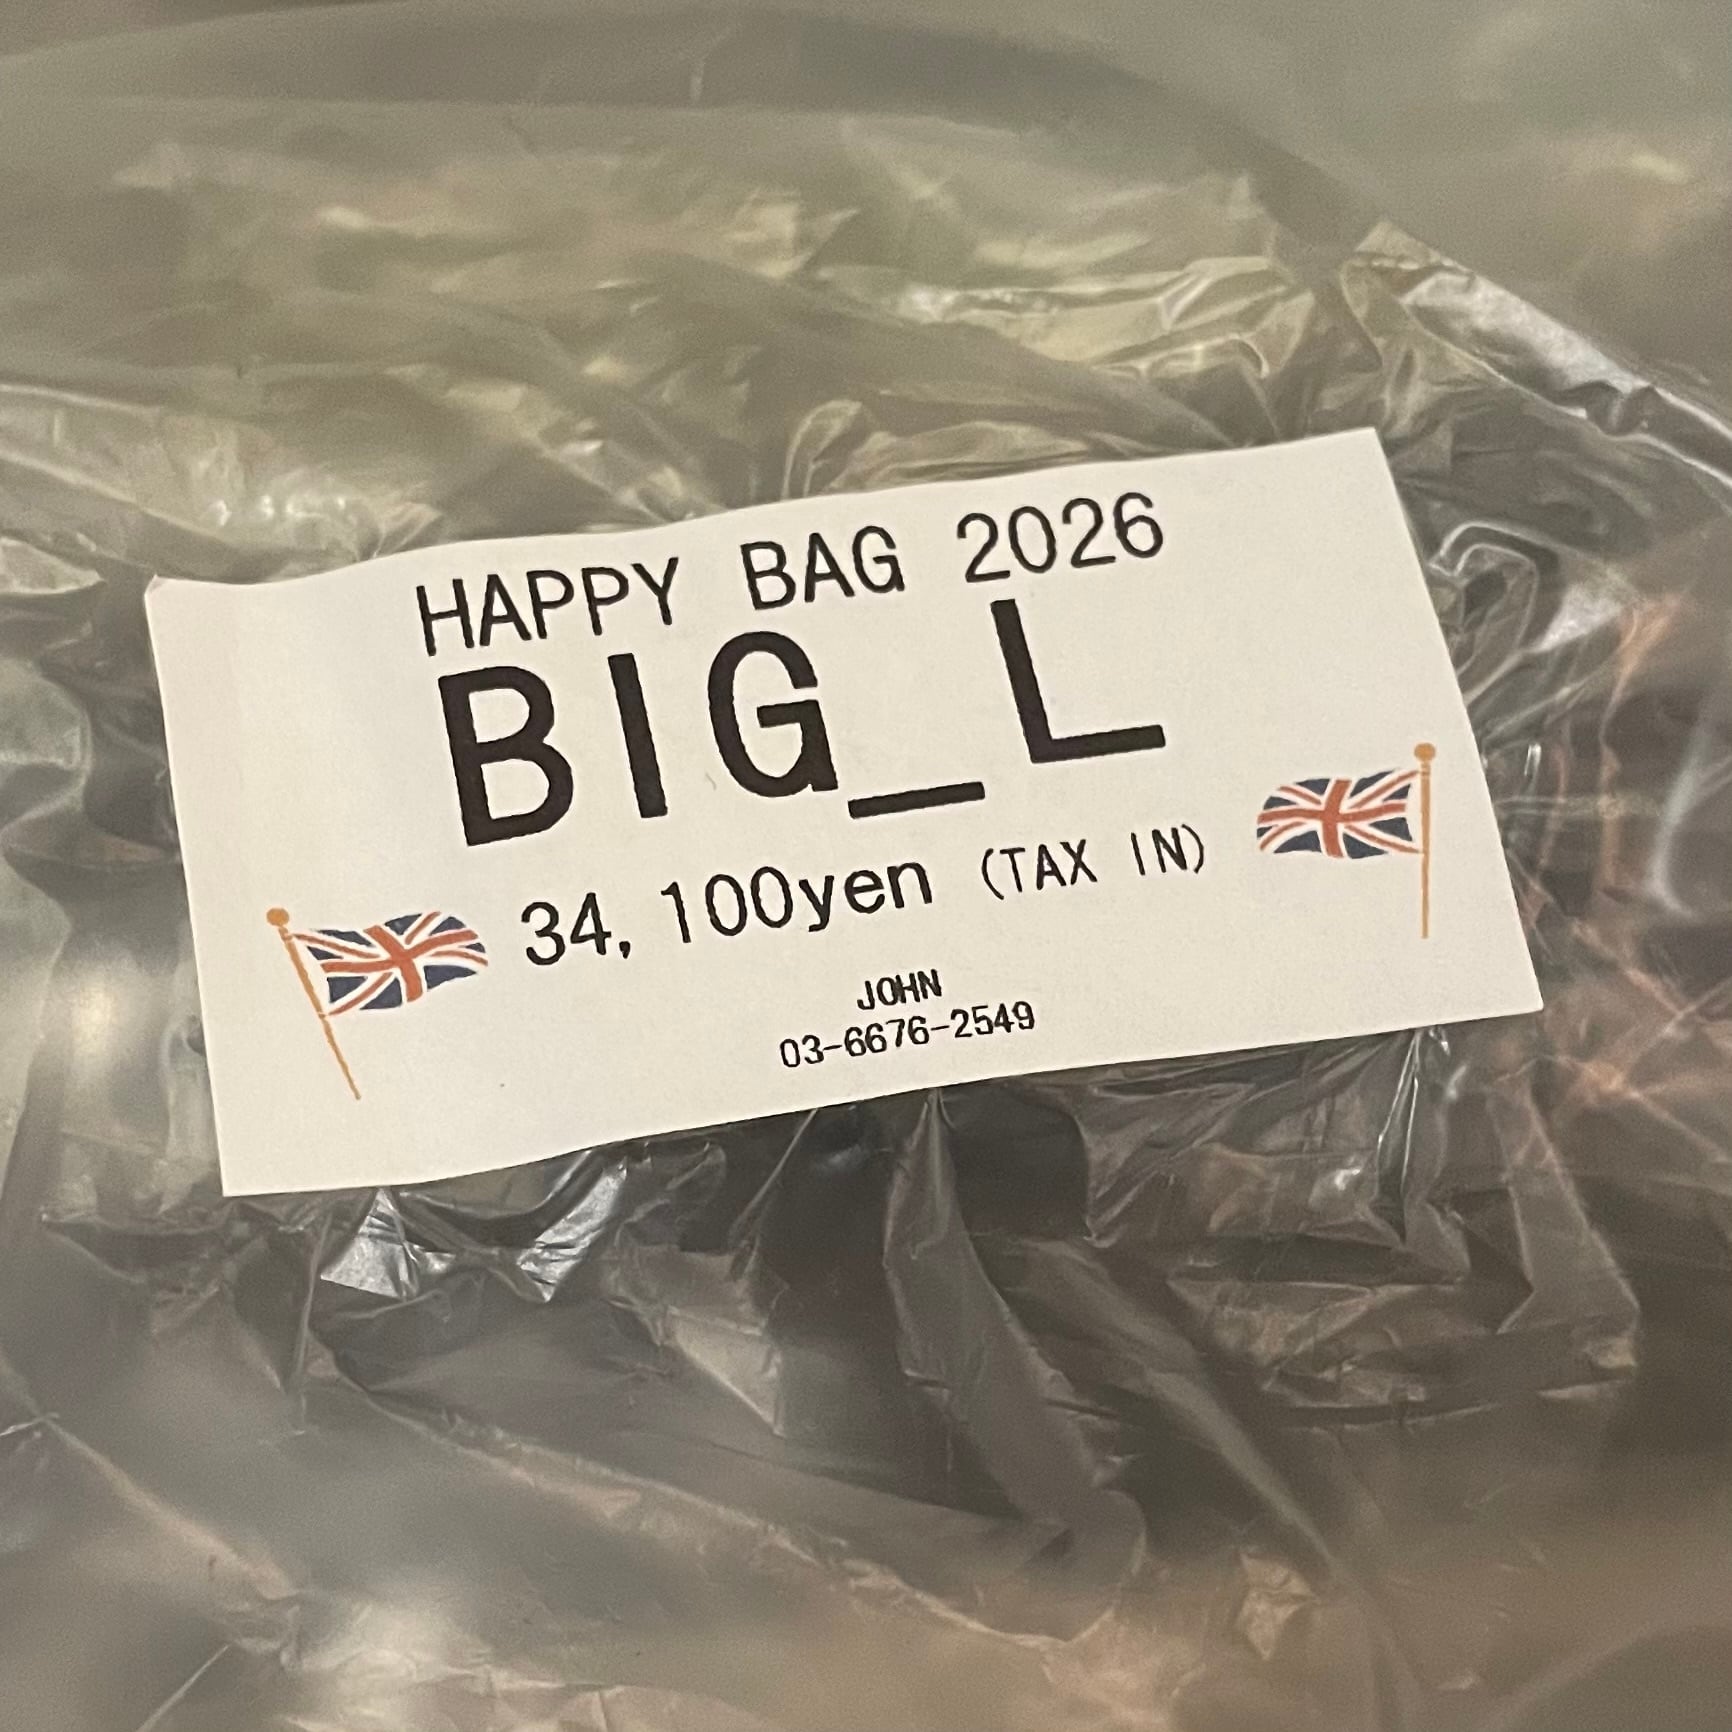 HAPPY BAG 2026
BIG_L
34,100yen (TAX IN)
JOHN
03-6676-2549